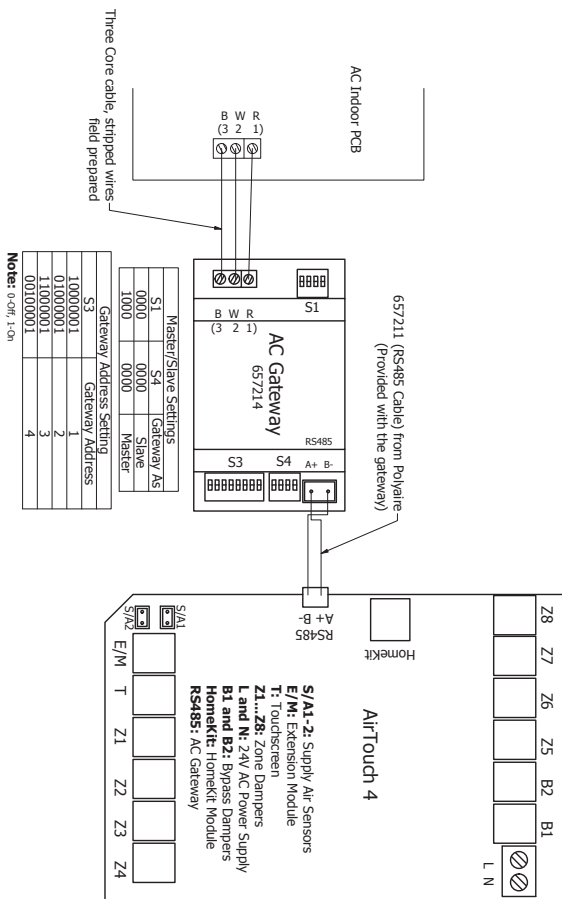 AC Indoor PCB
B W R
(3 2 1)
Three Core cable, stripped wires
field prepared
S1
B W R
(3 2 1)
AC Gateway
657214
RS485
S3 S4 A+ B-
657211 (RS485 Cable) from Polyaire
(Provided with the gateway)
Master/Slave Settings
S1 S4 Gateway As
0000 0000 Slave
1000 0000 Master
Gateway Address Setting
S3 Gateway Address
10000001 1
01000001 2
11000001 3
00100001 4
Note: 0-Off, 1-On
Z8 Z7 Z6 Z5 B2 B1
L N
HomeKit
A+ B-
RS485
AirTouch 4
S/A1-2: Supply Air Sensors
E/M: Extension Module
T: Touchscreen
Z1...Z8: Zone Dampers
L and N: 24V AC Power Supply
B1 and B2: Bypass Dampers
HomeKit: HomeKit Module
RS485: AC Gateway
S/A1
S/A2
E/M T Z1 Z2 Z3 Z4